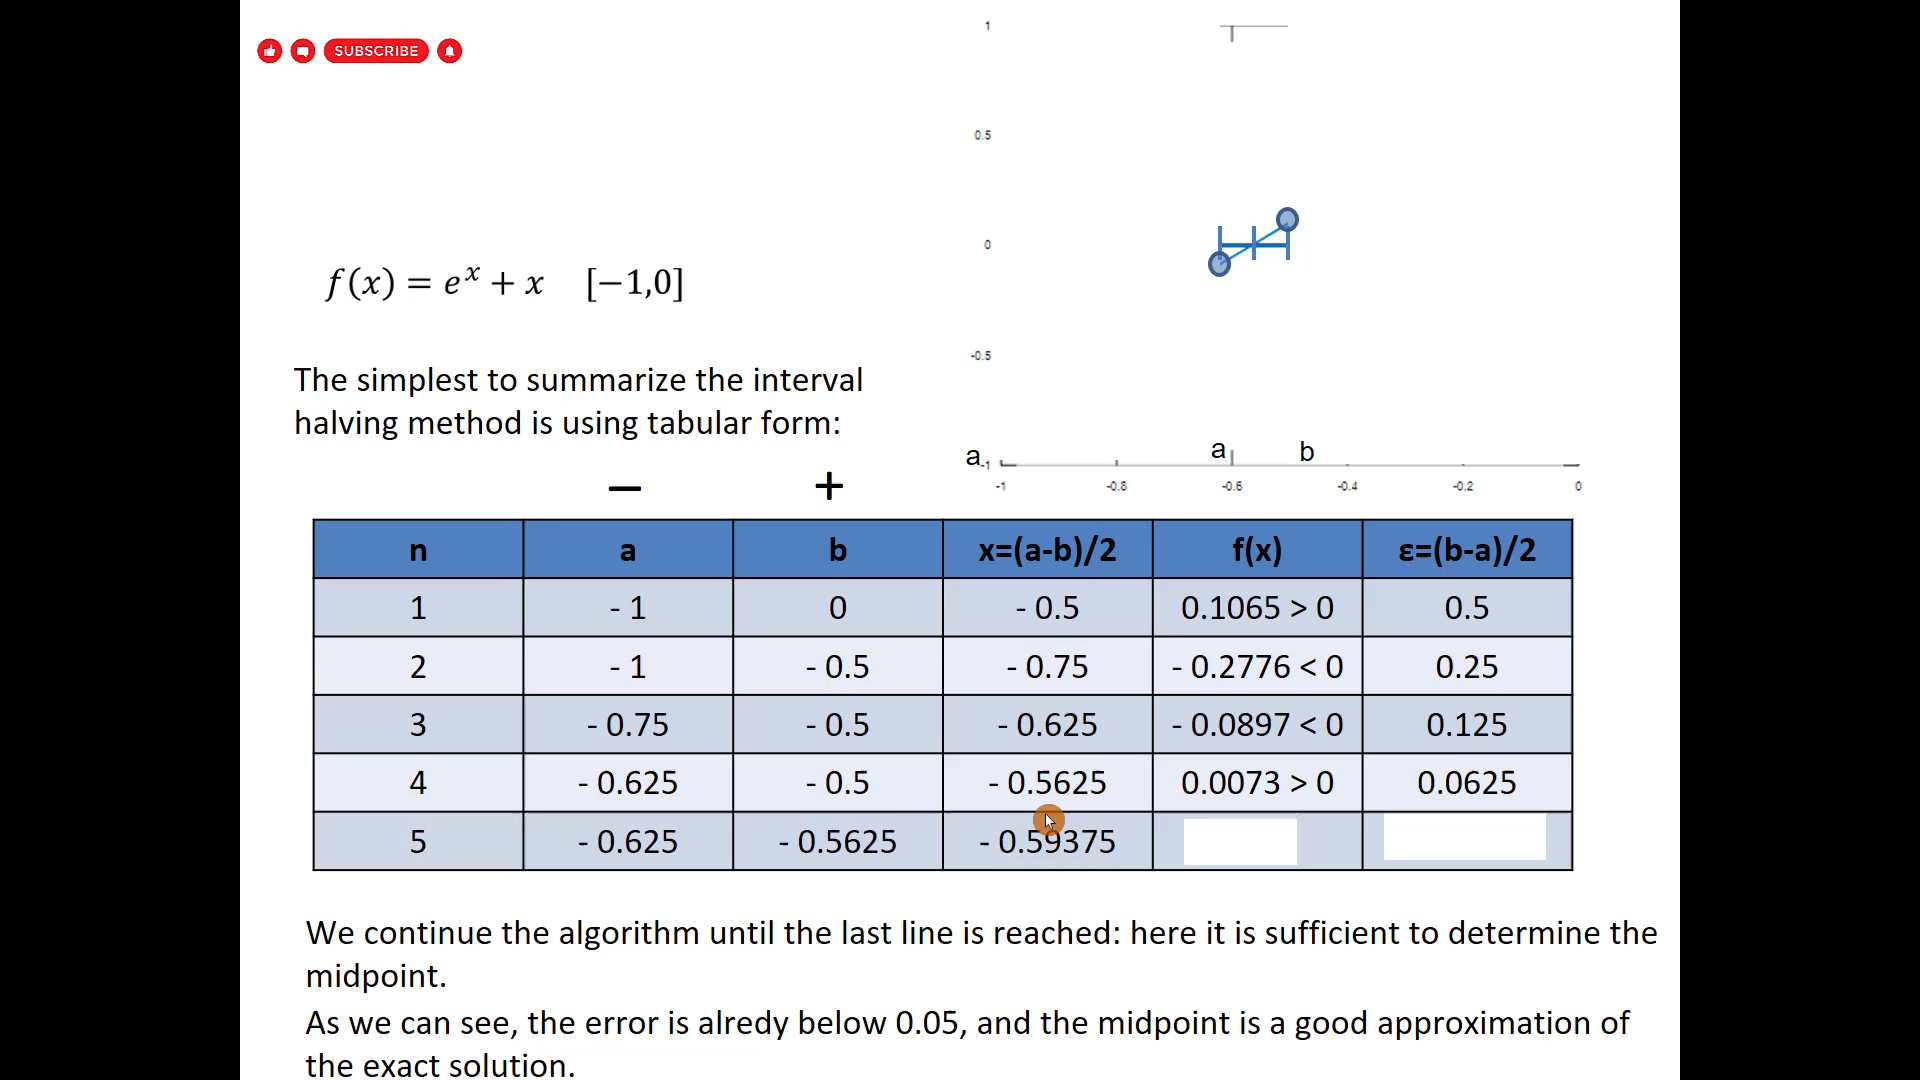 SUBSCRIBE
1
0.5
0
-0.5
-1
a
a
b
-1 -0.8 -0.6 -0.4 -0.2 0
f(x) = e^x + x [−1,0]
The simplest to summarize the interval
halving method is using tabular form:
− +
n a b x=(a-b)/2 f(x) ε=(b-a)/2
1 - 1 0 - 0.5 0.1065 > 0 0.5
2 - 1 - 0.5 - 0.75 - 0.2776 < 0 0.25
3 - 0.75 - 0.5 - 0.625 - 0.0897 < 0 0.125
4 - 0.625 - 0.5 - 0.5625 0.0073 > 0 0.0625
5 - 0.625 - 0.5625 - 0.59375
We continue the algorithm until the last line is reached: here it is sufficient to determine the
midpoint.
As we can see, the error is alredy below 0.05, and the midpoint is a good approximation of
the exact solution.